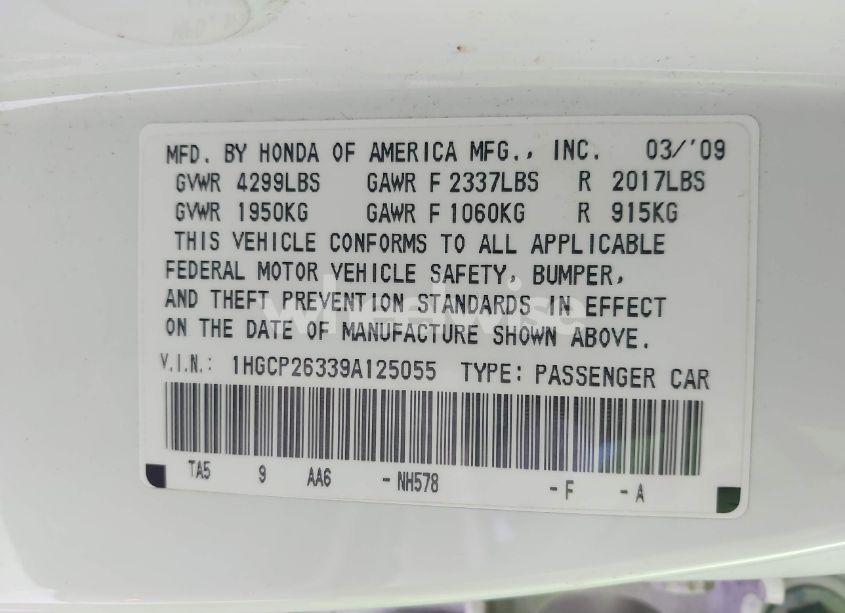 MFD. BY HONDA OF AMERICA MFG., INC. 03/'09
GVWR 4299LBS GAWR F 2337LBS R 2017LBS
GVWR 1950KG GAWR F 1060KG R 915KG
THIS VEHICLE CONFORMS TO ALL APPLICABLE
FEDERAL MOTOR VEHICLE SAFETY, BUMPER,
AND THEFT PREVENTION STANDARDS IN EFFECT
wheelwise
ON THE DATE OF MANUFACTURE SHOWN ABOVE.
V.I.N.: 1HGCP26339A125055 TYPE: PASSENGER CAR
TA5 9 AA6 -NH578 -F -A